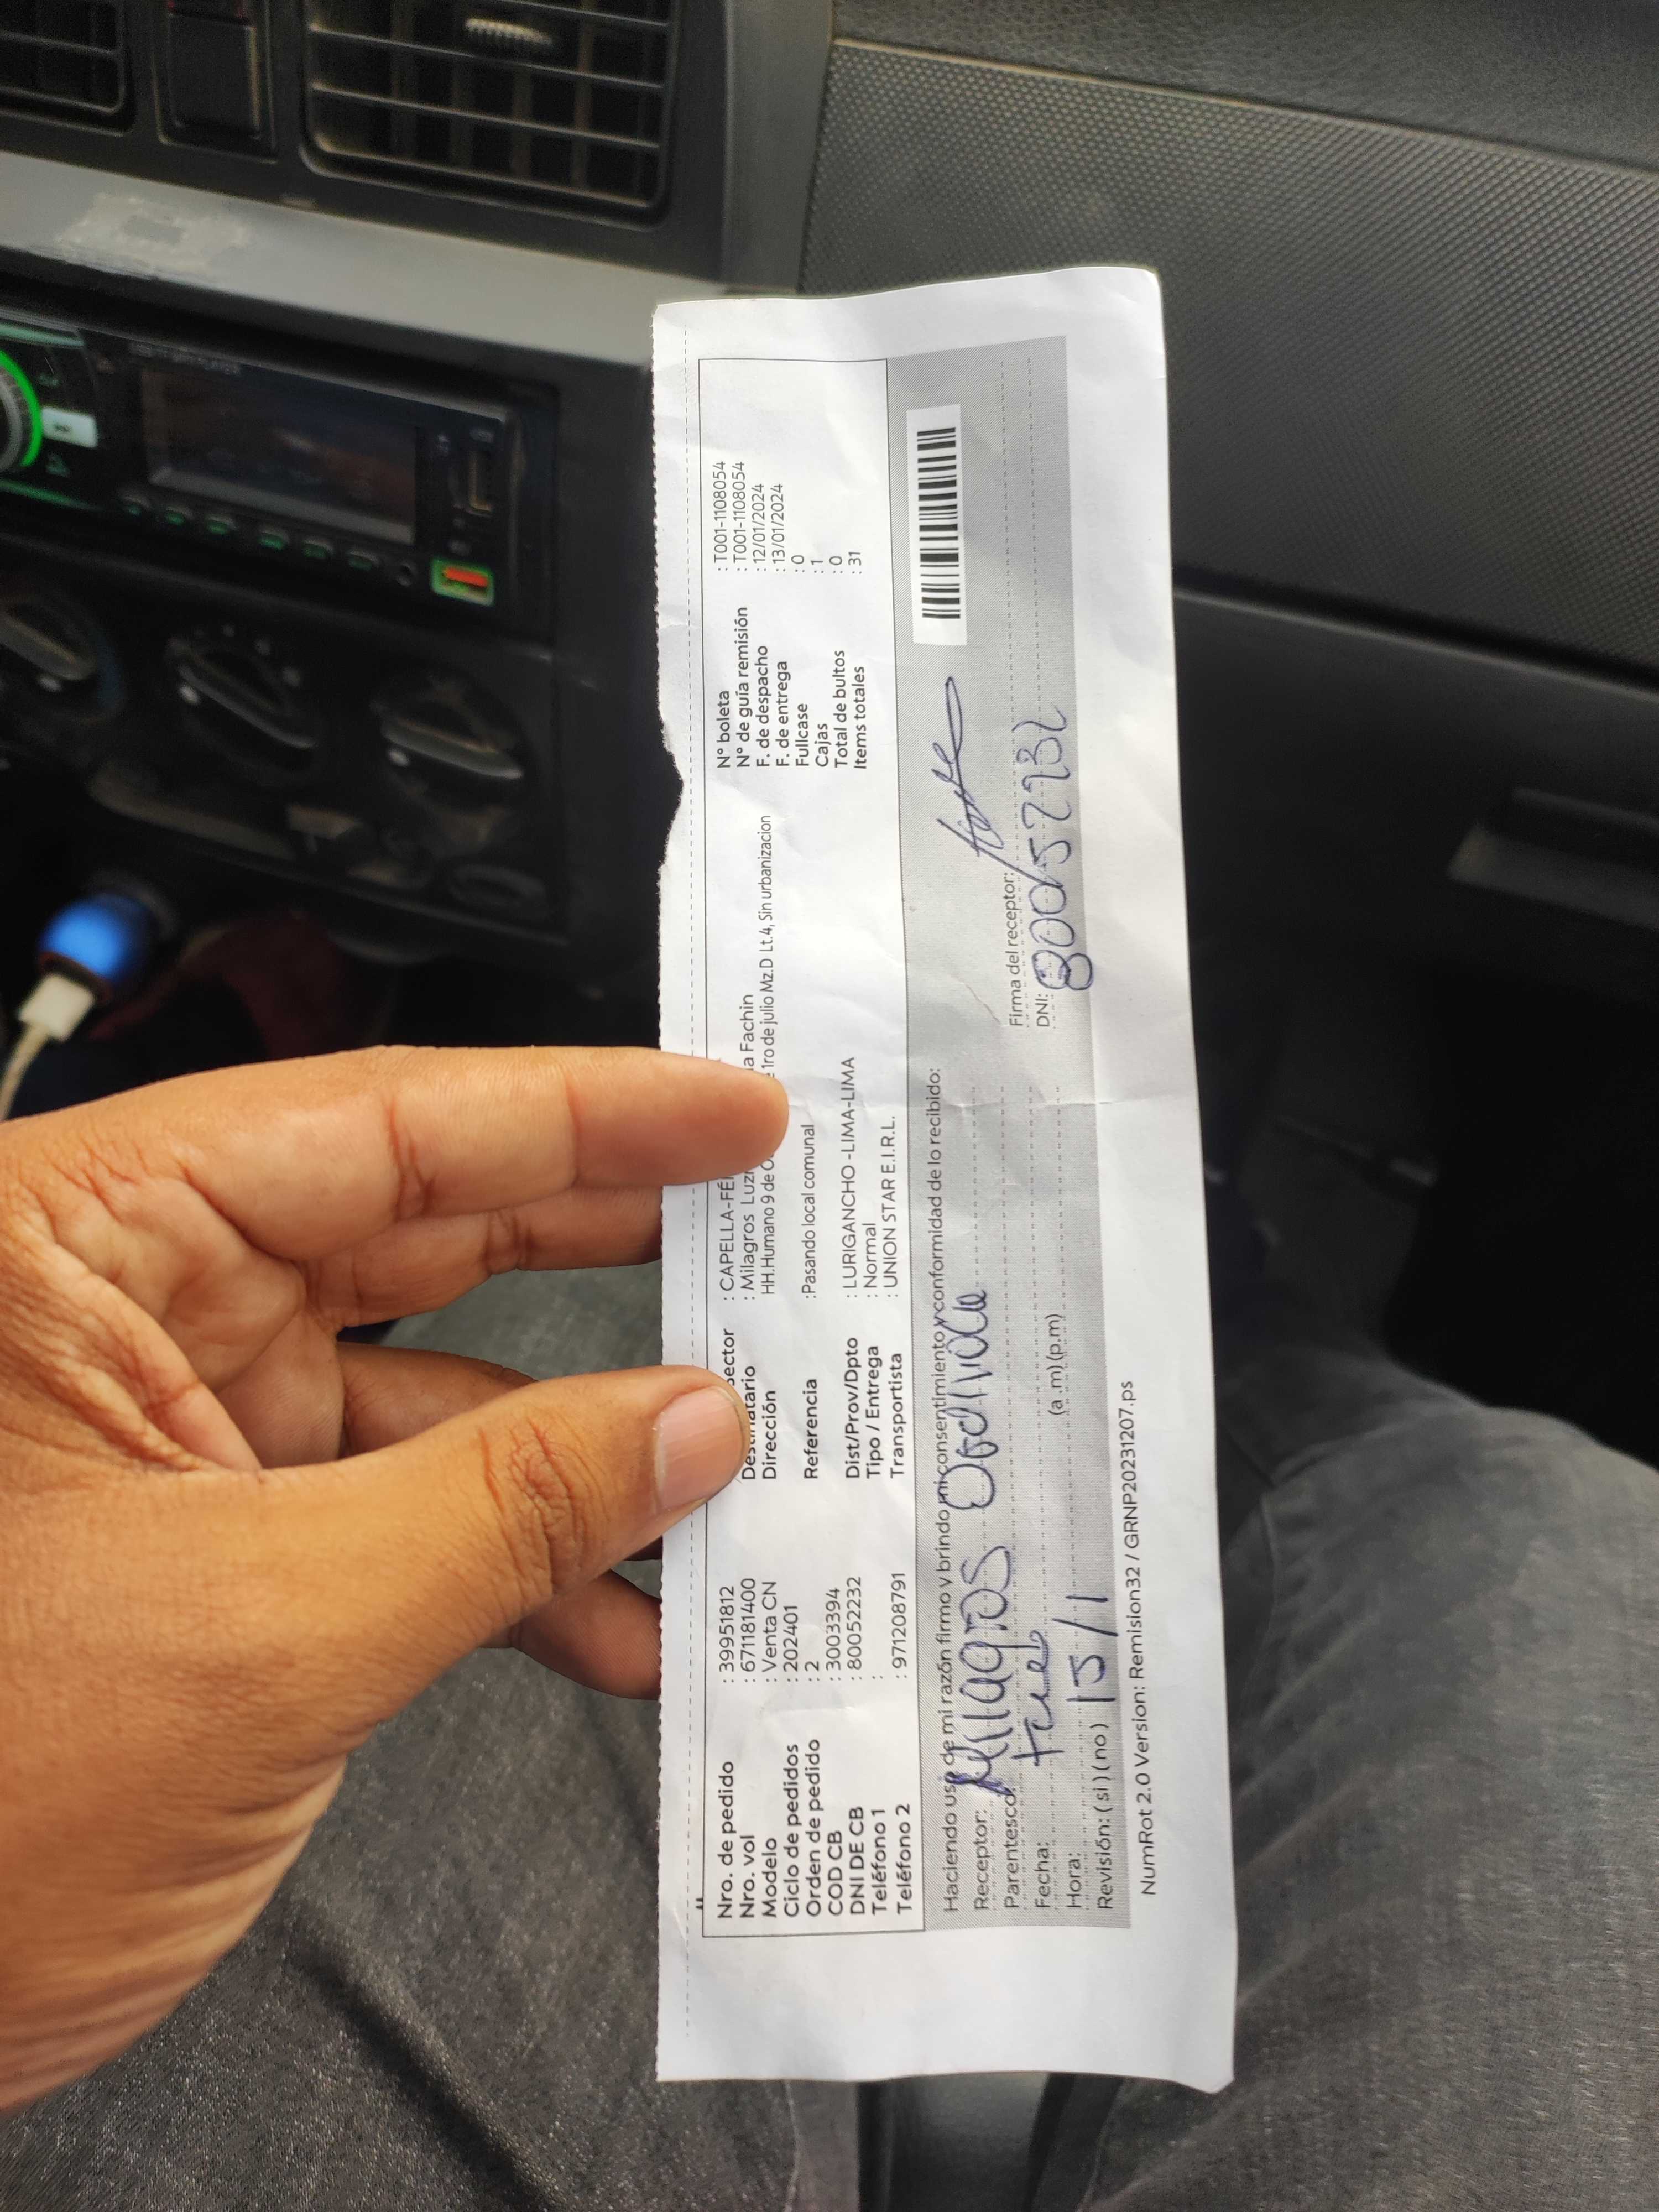 Nro. de pedido : 39951812
Nro. vol : 671181400
Modelo : Venta CN
Ciclo de pedidos : 202401
Orden de pedido : 2
COD CB : 3003394
DNI DE CB : 80052232
Teléfono 1 :
Teléfono 2 : 971208791
: CAPELLA-
: Milagros Fachin
Dirección HH.Humano 9 de 1ro de julio Mz.D Lt.4, Sin urbanizacion
Referencia :Pasando local comunal
Dist/Prov/Dpto : LURIGANCHO -LIMA-LIMA
Tipo / Entrega : Normal
Transportista : UNION STAR E.I.R.L.
N° boleta : T001-1108054
N° de guía remisión : T001-1108054
F. de despacho : 12/01/2024
F. de entrega : 13/01/2024
Fullcase : 0
Cajas : 1
Total de bultos : 0
Items totales : 31
Haciendo uso de mi razón firmo y brindo mi consentimiento y conformidad de lo recibido:
Receptor: Milagros
Parentesco:
Fecha:
Hora: 15/1 (a.m)(p.m)
Revisión: (si)(no)
Firma del receptor:
DNI: 80052232
NumRot 2.0 Version: Remision32 / GRNP20231207.ps